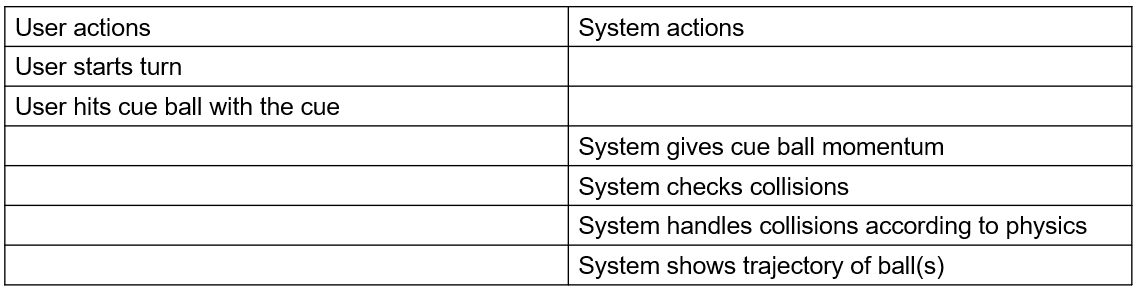 User actions
System actions
User starts turn
User hits cue ball with the cue
System gives cue ball momentum
System checks collisions
System handles collisions according to physics
System shows trajectory of ball(s)